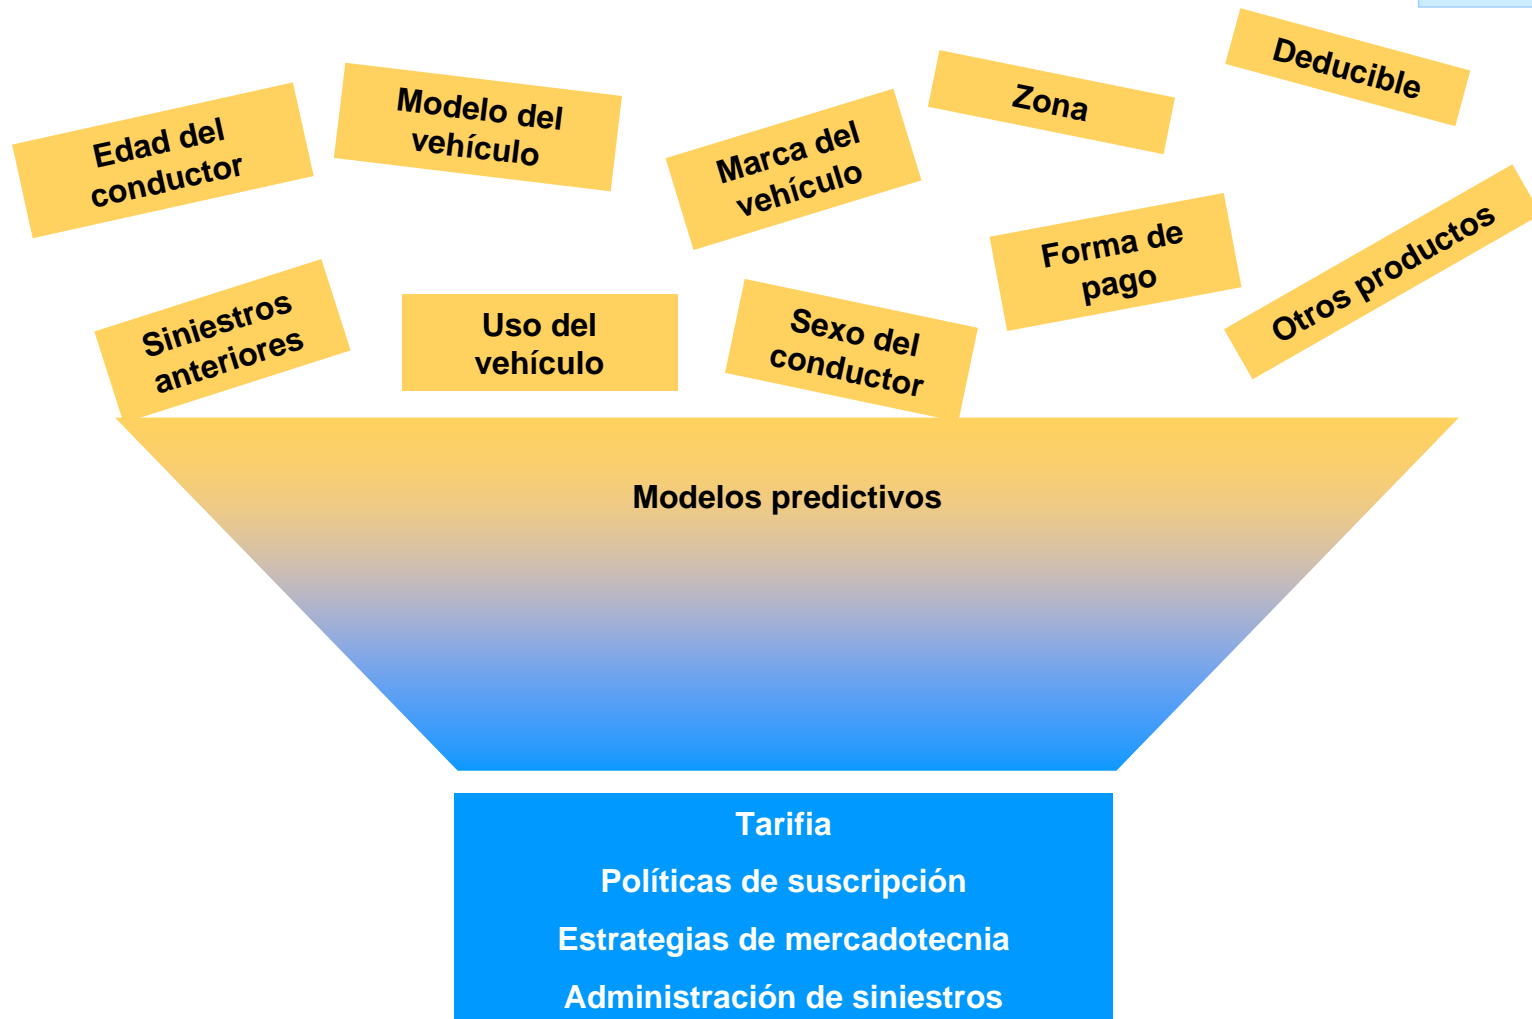 Edad del
conductor
Modelo del
vehículo
Marca del
vehículo
Zona
Deducible
Siniestros
anteriores
Uso del
vehículo
Sexo del
conductor
Forma de
pago
Otros productos
Modelos predictivos
Tarifia
Políticas de suscripción
Estrategias de mercadotecnia
Administración de siniestros